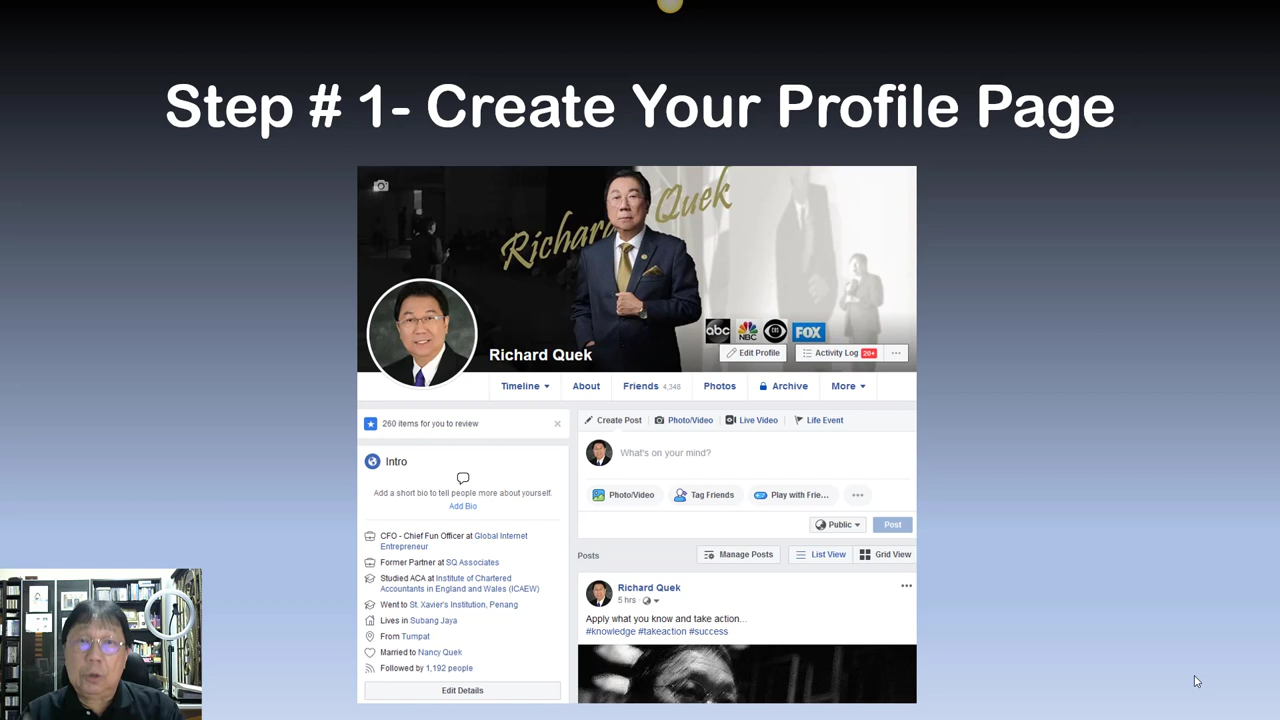 Step # 1- Create Your Profile Page
Richard Quek
abc
NBC
CBS
FOX
Richard Quek
Edit Profile
Activity Log 20+
Timeline
About
Friends 4,348
Photos
Archive
More
260 items for you to review
Create Post
Photo/Video
Live Video
Life Event
What's on your mind?
Photo/Video
Tag Friends
Play with Frie...
Public
Post
Intro
Add a short bio to tell people more about yourself.
Add Bio
CFO - Chief Fun Officer at Global Internet
Entrepreneur
Former Partner at SQ Associates
Studied ACA at Institute of Chartered
Accountants in England and Wales (ICAEW)
Went to St. Xavier's Institution, Penang
Lives in Subang Jaya
From Tumpat
Married to Nancy Quek
Followed by 1,192 people
Edit Details
Posts
Manage Posts
List View
Grid View
Richard Quek
5 hrs
Apply what you know and take action...
#knowledge #takeaction #success